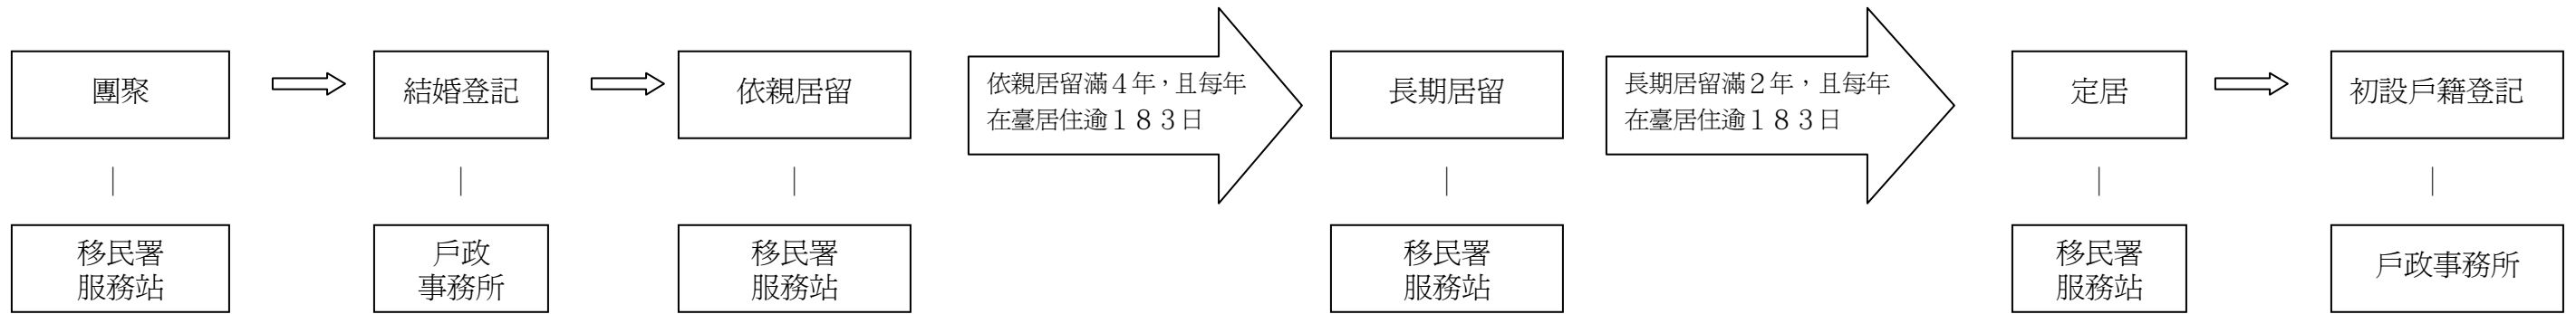 團聚
結婚登記
依親居留
依親居留滿４年，且每年
在臺居住逾１８３日
長期居留
長期居留滿２年，且每年
在臺居住逾１８３日
定居
初設戶籍登記
移民署
服務站
戶政
事務所
移民署
服務站
移民署
服務站
移民署
服務站
戶政事務所